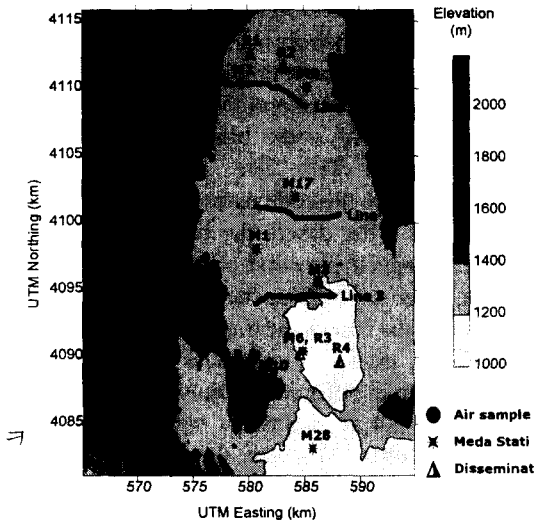 Elevation
(m)
4115
4110
4105
4100
4095
4090
4085
UTM Northing (km)
M17
Line
M1
Line 3
M6, R3
R4
M28
2000
1800
1600
1400
1200
1000
Air sample
Meda Stati
Disseminat
570
575
580
585
590
UTM Easting (km)